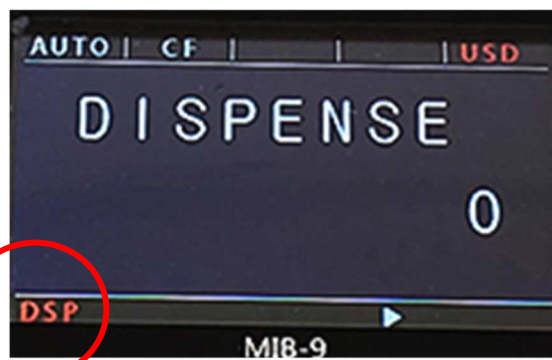 AUTO | CF | | | USD
DISPENSE
0
DSP
MIB-9